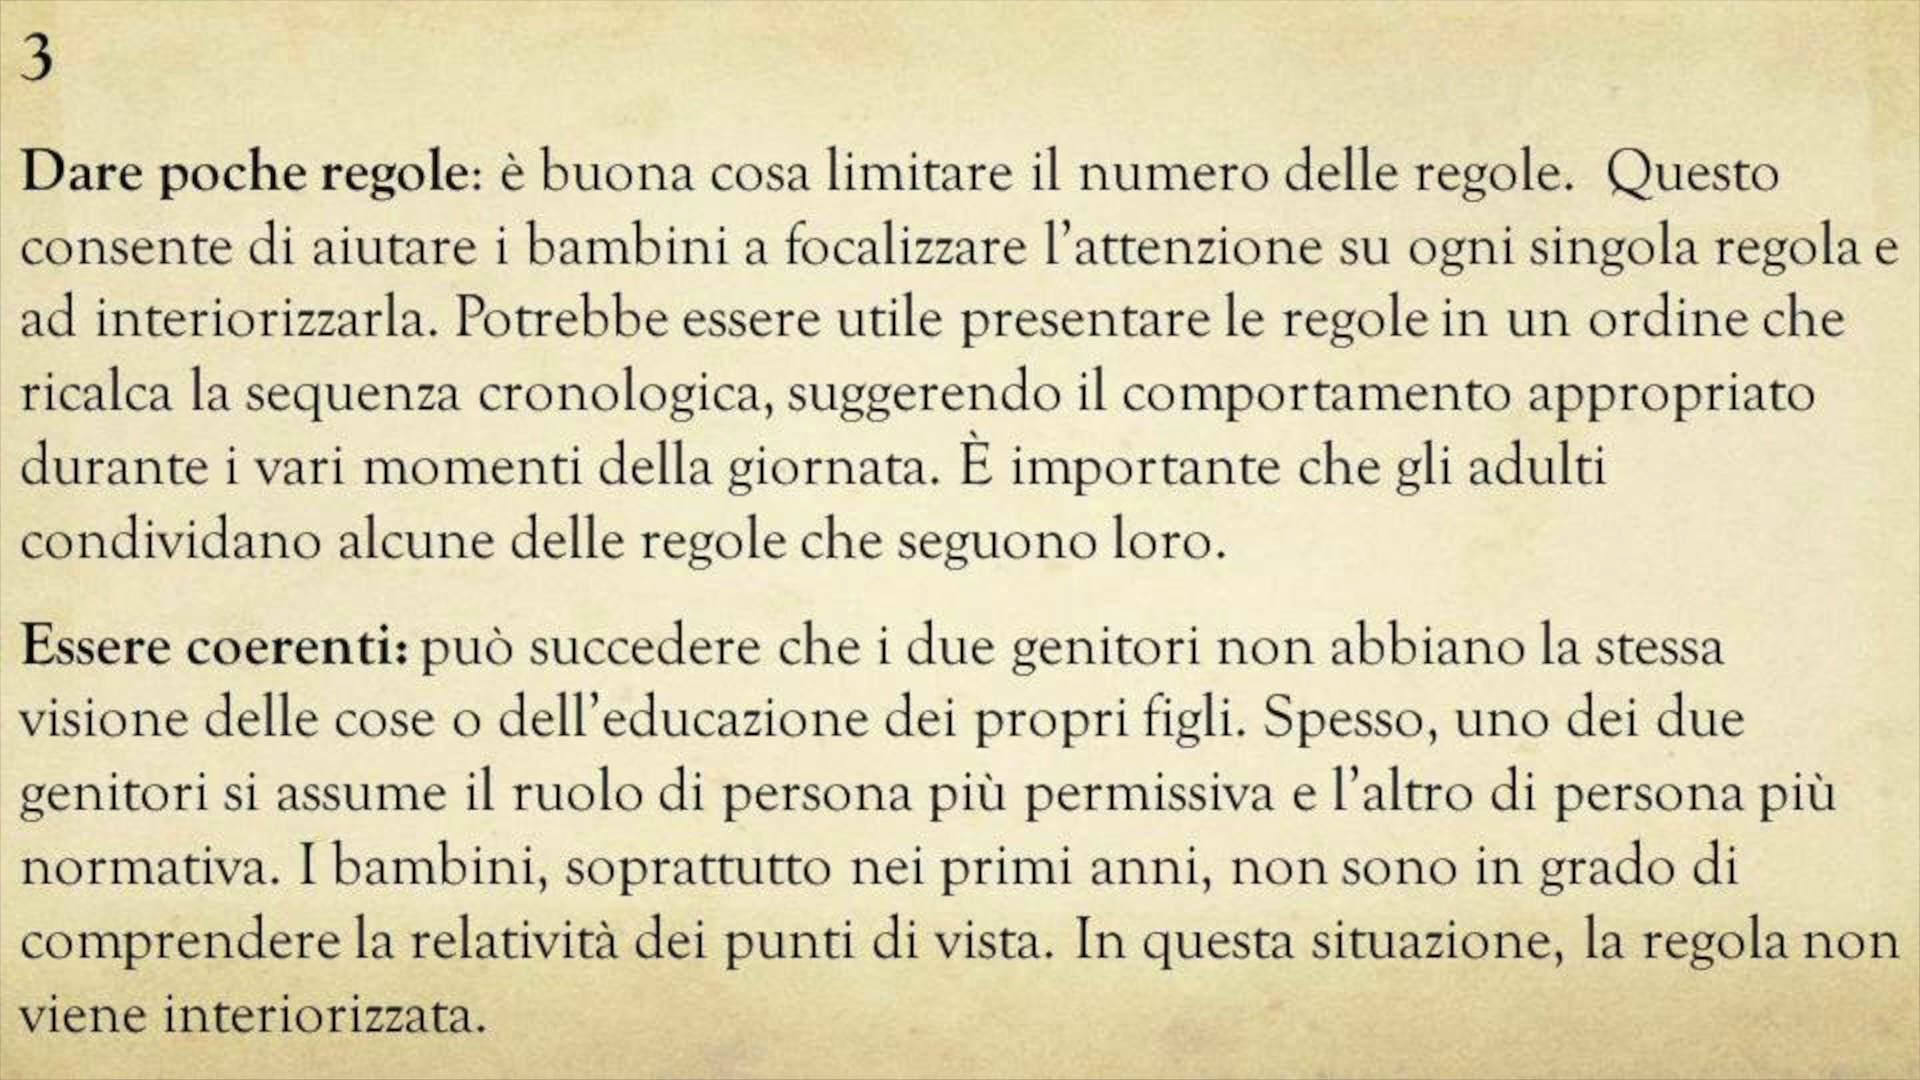 3
Dare poche regole: è buona cosa limitare il numero delle regole.  Questo
consente di aiutare i bambini a focalizzare l’attenzione su ogni singola regola e
ad interiorizzarla. Potrebbe essere utile presentare le regole in un ordine che
ricalca la sequenza cronologica, suggerendo il comportamento appropriato
durante i vari momenti della giornata. È importante che gli adulti
condividano alcune delle regole che seguono loro.
Essere coerenti: può succedere che i due genitori non abbiano la stessa
visione delle cose o dell’educazione dei propri figli. Spesso, uno dei due
genitori si assume il ruolo di persona più permissiva e l’altro di persona più
normativa. I bambini, soprattutto nei primi anni, non sono in grado di
comprendere la relatività dei punti di vista. In questa situazione, la regola non
viene interiorizzata.